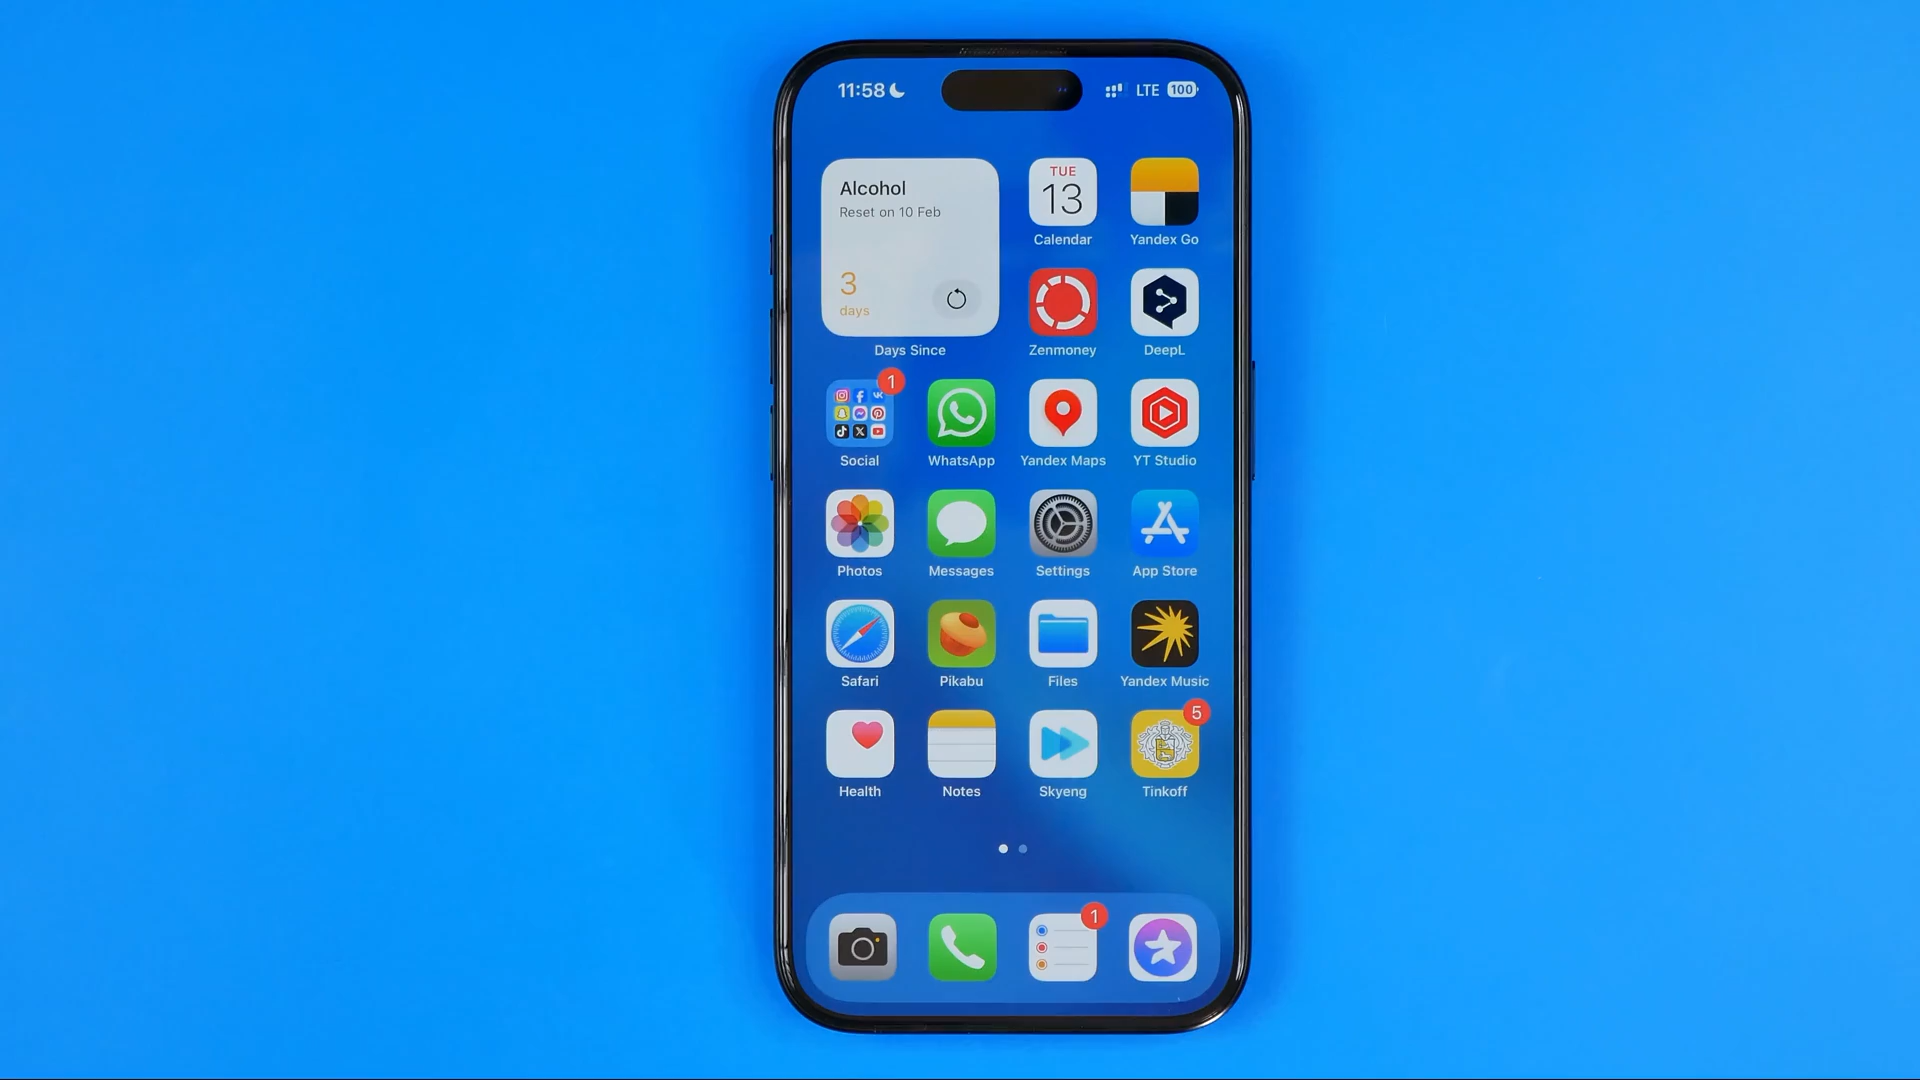 11:58
LTE 100
Alcohol
Reset on 10 Feb
3
days
Days Since
TUE
13
Calendar
Yandex Go
Zenmoney
DeepL
1
Social
WhatsApp
Yandex Maps
YT Studio
Photos
Messages
Settings
App Store
Safari
Pikabu
Files
Yandex Music
Health
Notes
Skyeng
5
Tinkoff
1